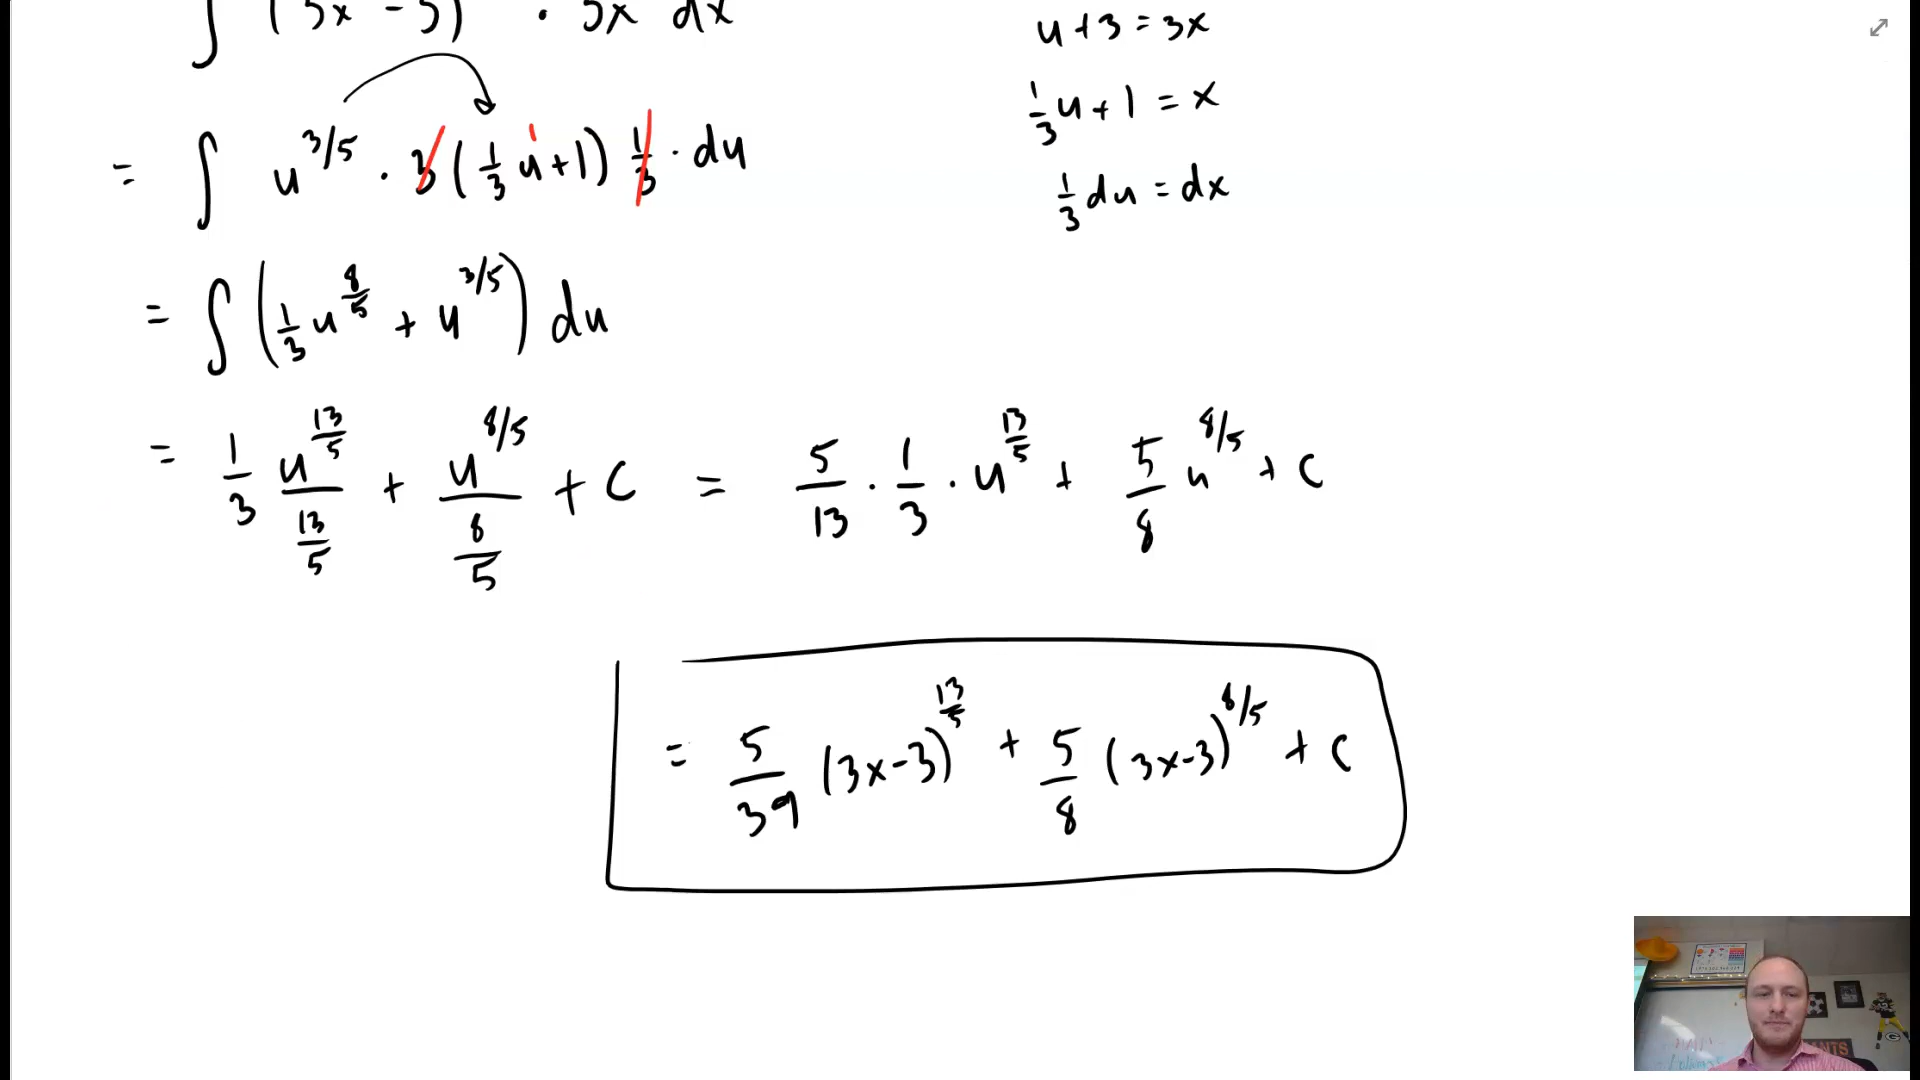 ∫ (3x - 3) · 3x dx
u + 3 = 3x
1/3 u + 1 = x
= ∫ u^{3/5} · 3 (1/3 u^1 + 1) 1/3 · du
1/3 du = dx
= ∫ (1/3 u^{8/5} + u^{3/5}) du
= 1/3 u^{13/5}/(13/5) + u^{8/5}/(8/5) + C = 5/13 · 1/3 · u^{13/5} + 5/8 u^{8/5} + C
= 5/39 (3x-3)^{13/5} + 5/8 (3x-3)^{8/5} + C